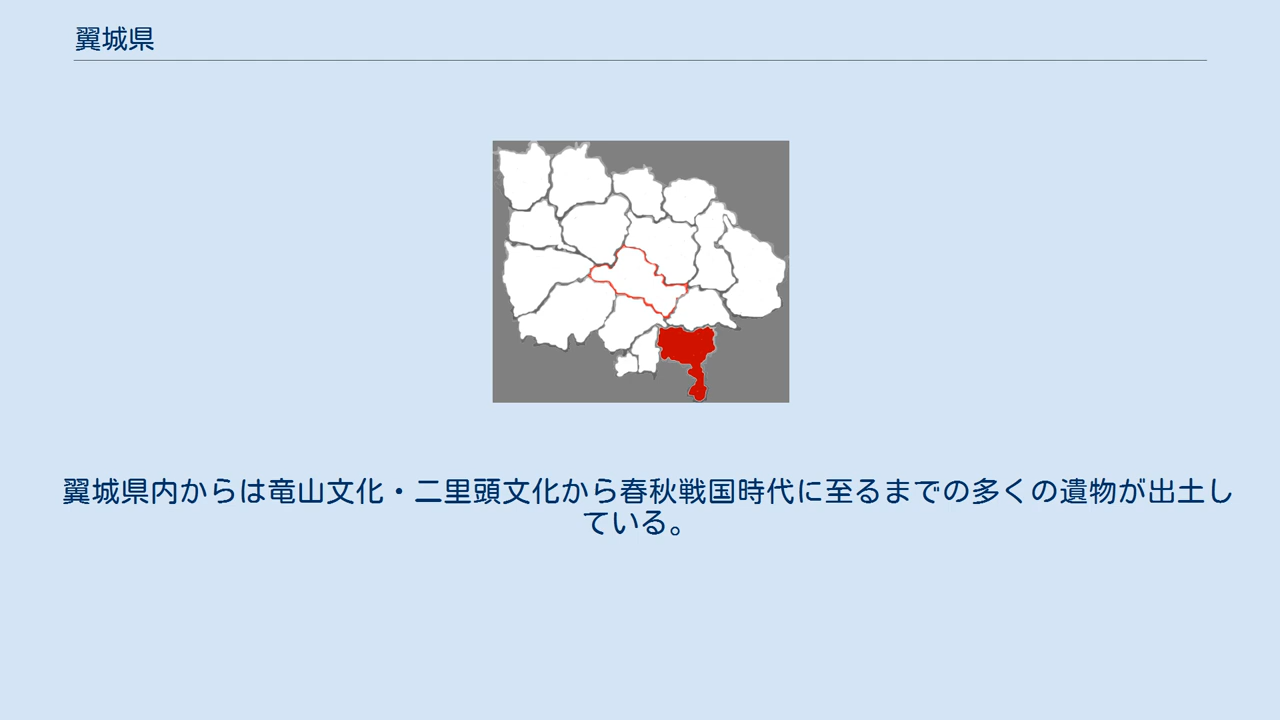 翼城県
翼城県内からは竜山文化・二里頭文化から春秋戦国時代に至るまでの多くの遺物が出土し
ている。